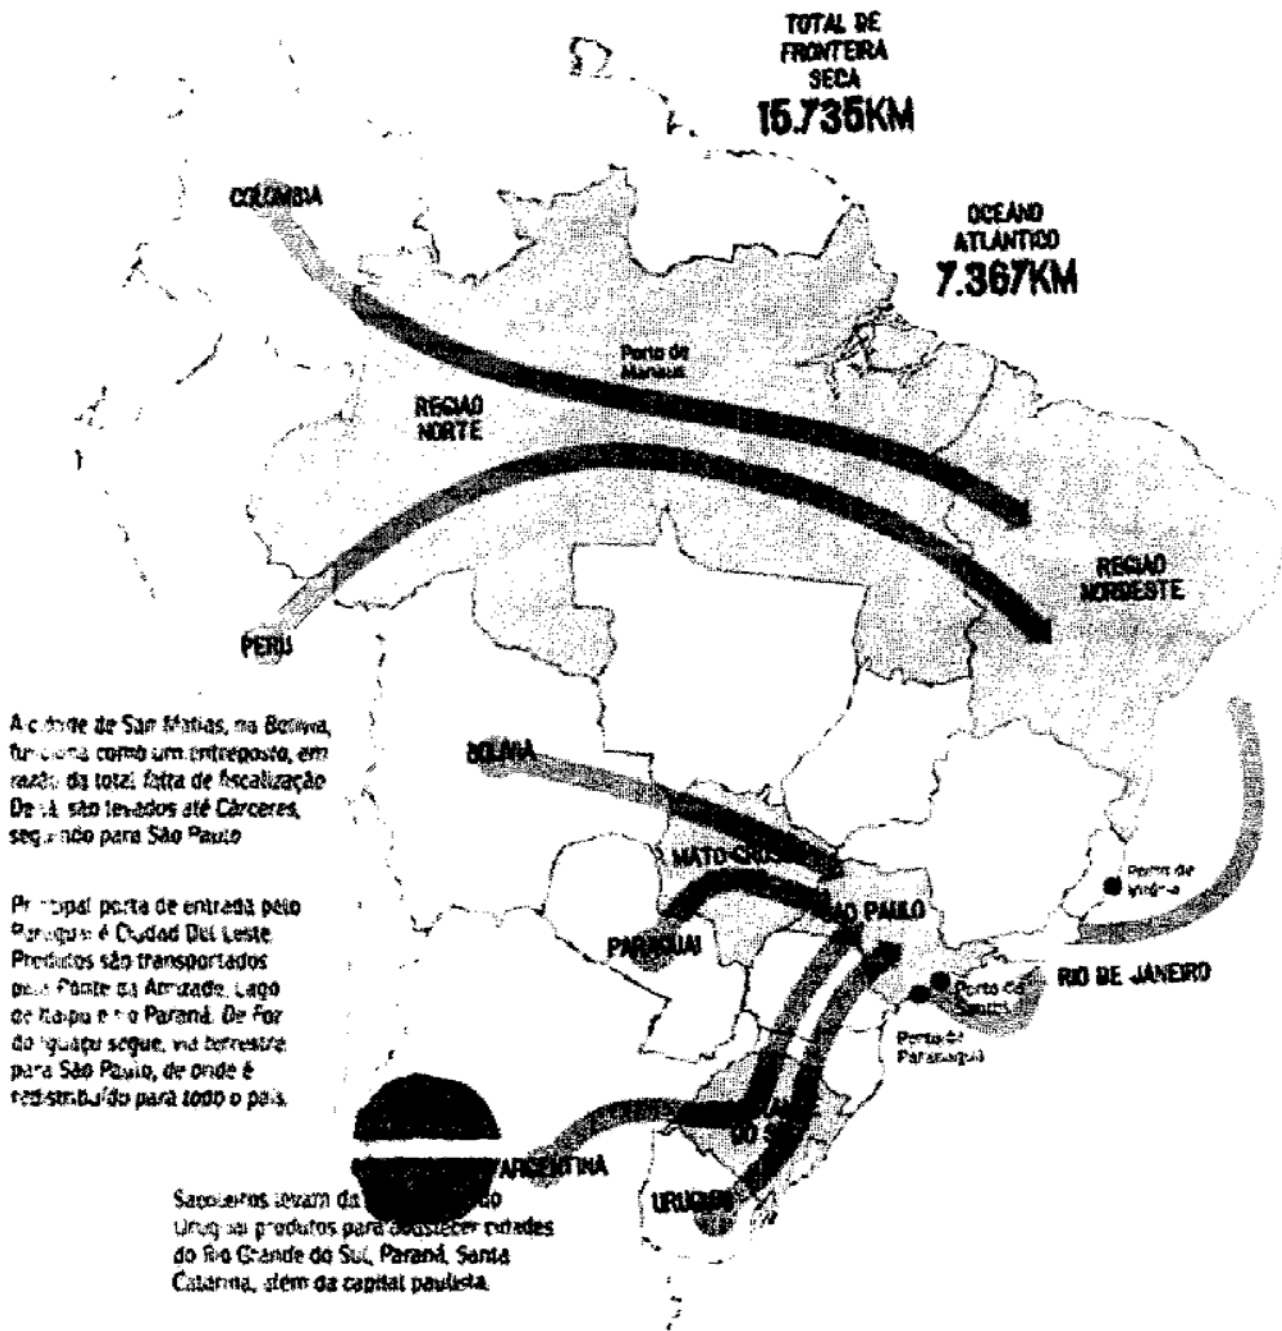 TOTAL DE
FRONTEIRA
SECA
15.735KM
COLOMBIA
OCEANO
ATLÂNTICO
7.367KM
Porto de
Manaus
REGIÃO
NORTE
REGIÃO
NORDESTE
PERU
A cidade de San Matias, na Bolívia,
funciona como um entreposto, em
razão da total falta de fiscalização
De lá, são levados até Cárceres,
seguindo para São Paulo
BOLIVIA
MATO
Porto de
Vitória
Principal porta de entrada pelo
Paraguai é Ciudad Del Leste
Produtos são transportados
pela Ponte da Amizade, Lago
de Itaipu e rio Paraná. De Foz
do Iguaçu segue, via terrestre
para São Paulo, de onde é
redistribuído para todo o país.
SÃO PAULO
PARAGUAI
RIO DE JANEIRO
Porto de
Santos
Porto de
Paranaguá
DO
ARGENTINA
URUGUAI
Sacoleiros levam da
Uruguai produtos para abastecer cidades
do Rio Grande do Sul, Paraná, Santa
Catarina, além da capital paulista.